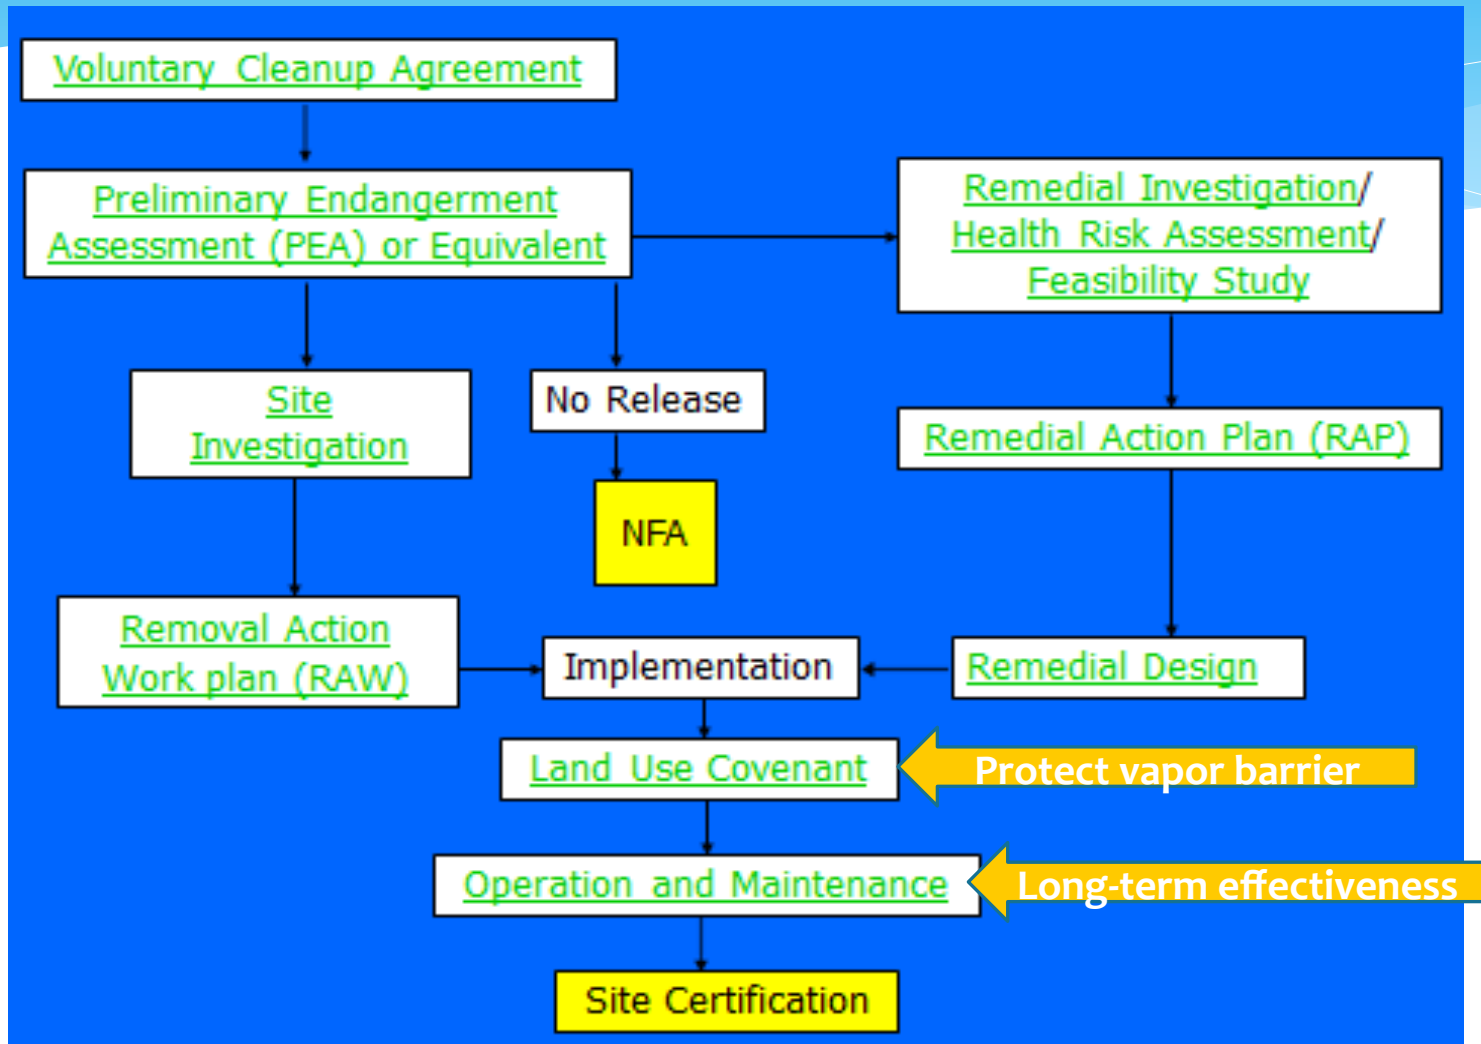 Voluntary Cleanup Agreement
Preliminary Endangerment
Assessment (PEA) or Equivalent
Remedial Investigation/
Health Risk Assessment/
Feasibility Study
Site
Investigation
No Release
Remedial Action Plan (RAP)
NFA
Removal Action
Work plan (RAW)
Implementation
Remedial Design
Land Use Covenant
Protect vapor barrier
Operation and Maintenance
Long-term effectiveness
Site Certification